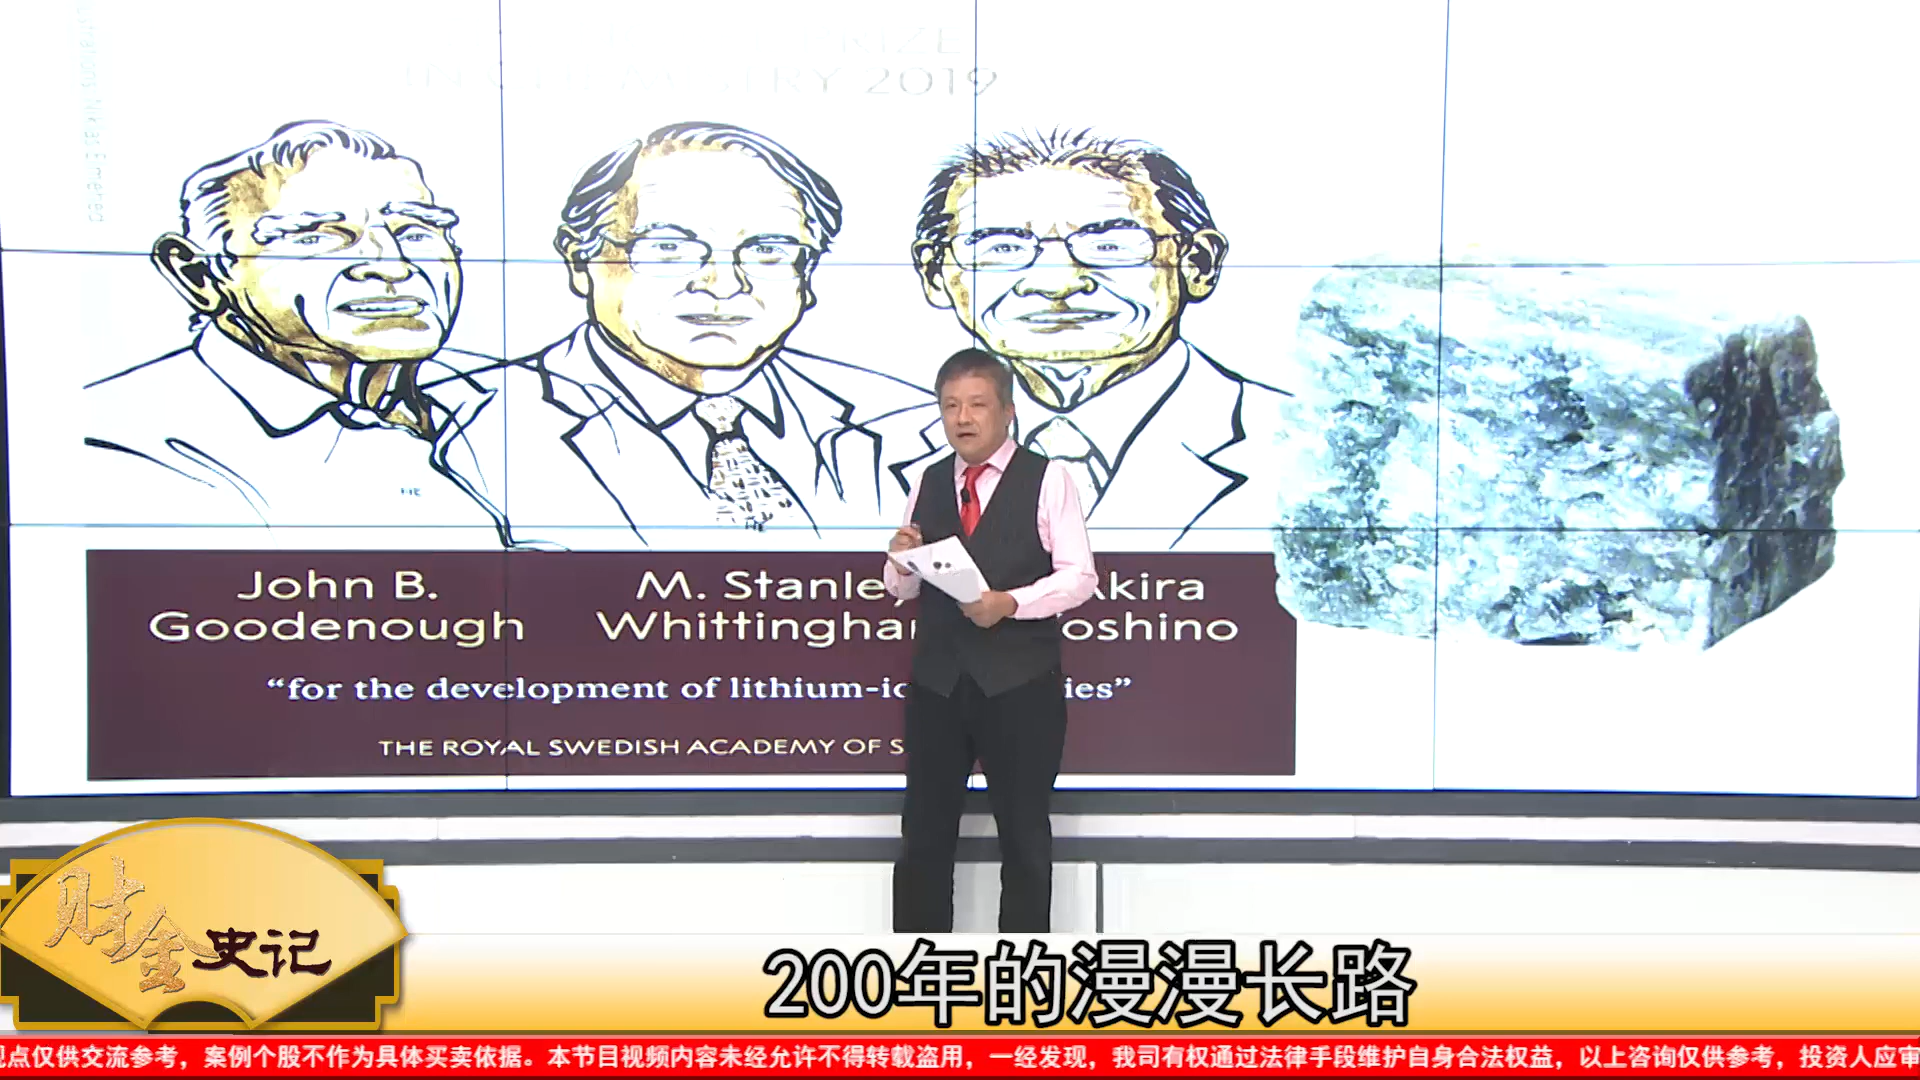 RIZE
2019
John B.
Goodenough
M. Stanley
Whittingha
kira
oshino
“for the development of lithium-io
ies”
THE ROYAL SWEDISH ACADEMY OF S
财金史记
200年的漫漫长路
观点仅供交流参考，案例个股不作为具体买卖依据。本节目视频内容未经允许不得转载盗用，一经发现，我司有权通过法律手段维护自身合法权益，以上咨询仅供参考，投资人应审